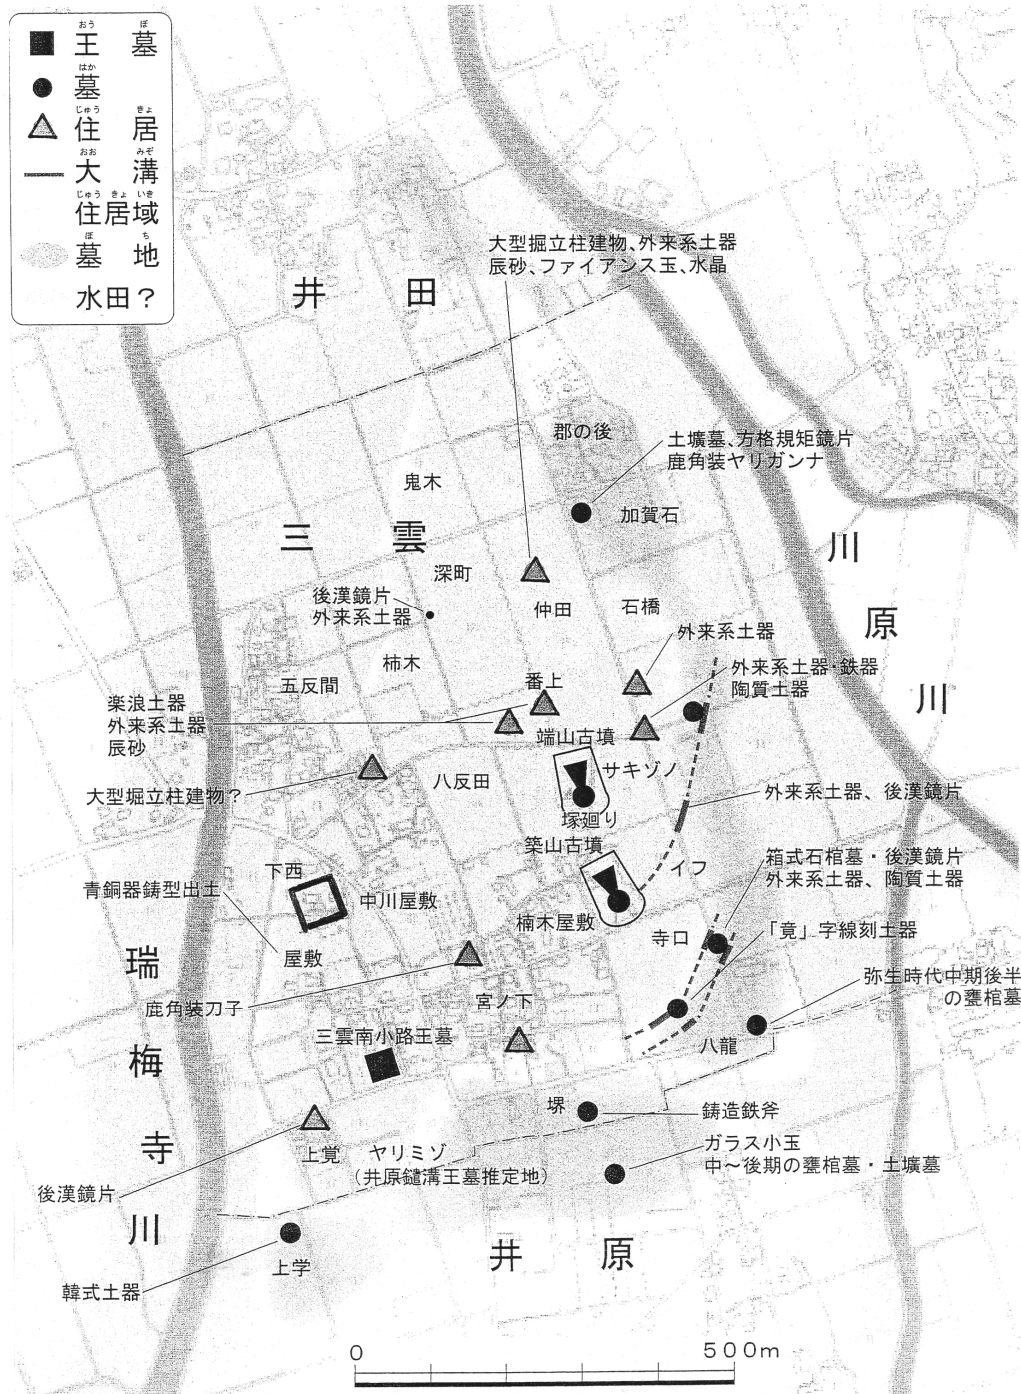 王墓
おう ぼ
墓
はか
住居
じゅう きょ
大溝
おお みぞ
住居域
じゅう きょ いき
墓地
ぼ ち
水田？
井田
大型掘立柱建物、外来系土器
辰砂、ファイアンス玉、水晶
郡の後
土壙墓、方格規矩鏡片
鹿角装ヤリガンナ
鬼木
加賀石
三雲
川原川
深町
後漢鏡片
外来系土器
仲田
石橋
外来系土器
柿木
五反間
番上
外来系土器・鉄器
陶質土器
楽浪土器
外来系土器
辰砂
端山古墳
サキゾノ
八反田
大型堀立柱建物？
外来系土器、後漢鏡片
塚廻り
築山古墳
イフ
箱式石棺墓・後漢鏡片
外来系土器、陶質土器
下西
青銅器鋳型出土
中川屋敷
楠木屋敷
寺口
「竟」字線刻土器
屋敷
瑞梅寺川
弥生時代中期後半
の甕棺墓
鹿角装刀子
宮ノ下
三雲南小路王墓
八龍
堺
鋳造鉄斧
上覚
ヤリミゾ
（井原鑓溝王墓推定地）
ガラス小玉
中～後期の甕棺墓・土壙墓
後漢鏡片
井原
上学
韓式土器
0
500m